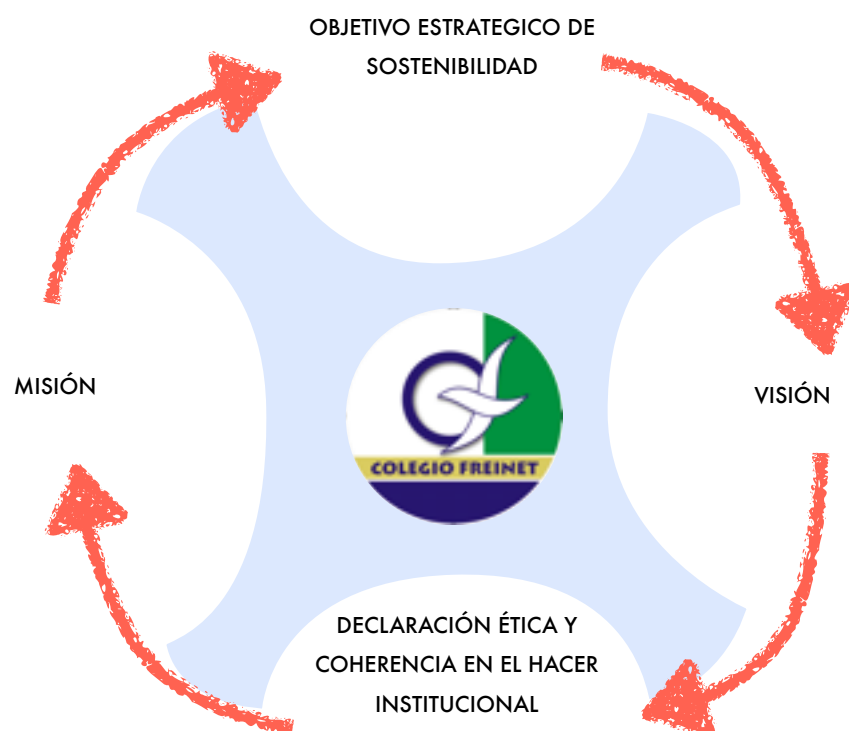 OBJETIVO ESTRATEGICO DE
SOSTENIBILIDAD
MISIÓN
VISIÓN
COLEGIO FREINET
DECLARACIÓN ÉTICA Y
COHERENCIA EN EL HACER
INSTITUCIONAL